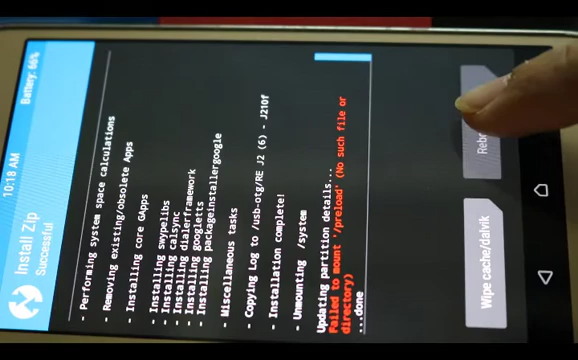 10:18 AM
Battery: 66%
Install Zip
Successful
- Performing system space calculations
- Removing existing/obsolete Apps
- Installing core GApps
- Installing swypelibs
- Installing calsync
- Installing dialerframework
- Installing googletts
- Installing packageinstallergoogle
- Miscellaneous tasks
- Copying Log to /usb-otg/RE J2 (6) - J210f
- Installation complete!
- Unmounting /system
Updating partition details...
Failed to mount '/preload' (No such file or
directory)
...done
Wipe cache/dalvik